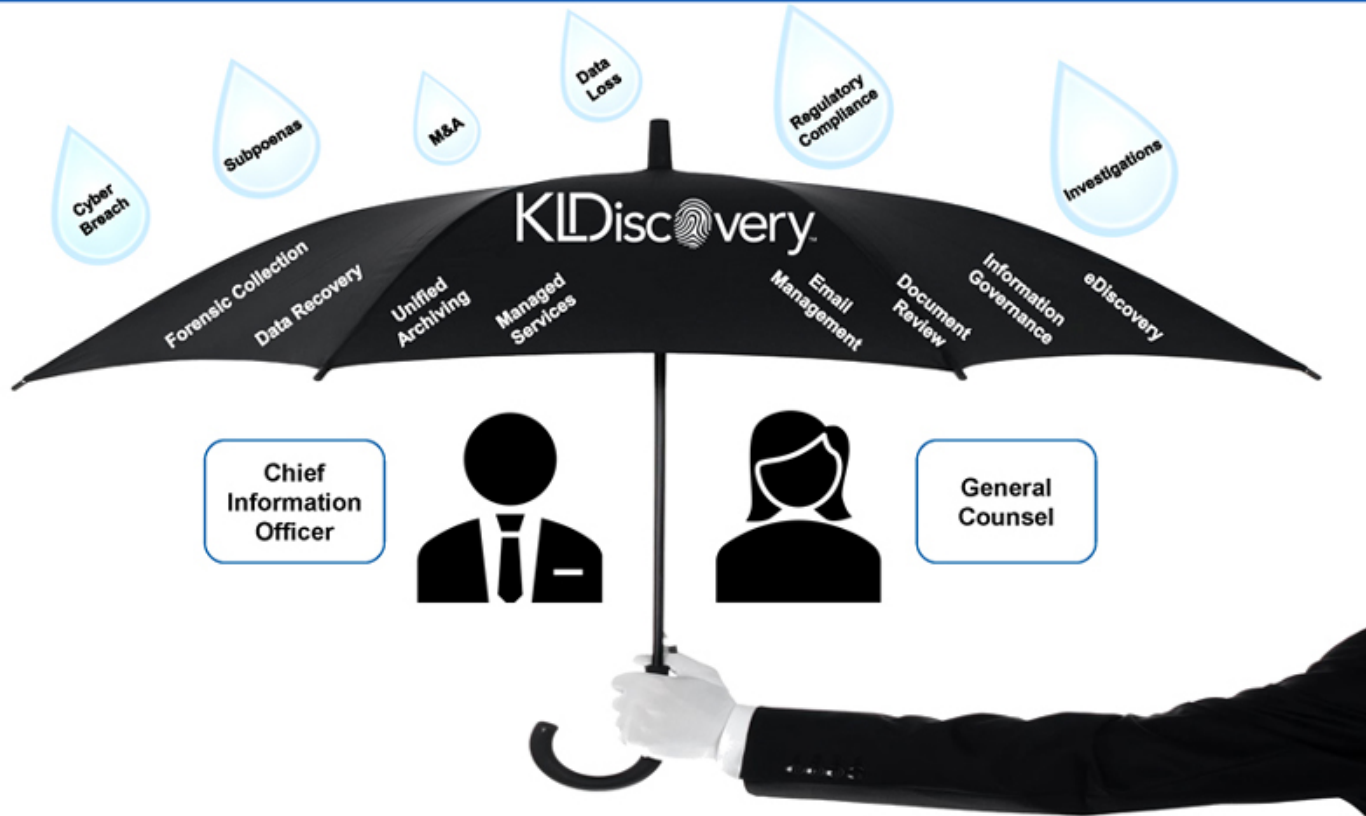 Cyber
Breach
Subpoenas
M&A
Data
Loss
Regulatory
Compliance
Investigations
KLDiscovery™
Forensic Collection
Data Recovery
Unified
Archiving
Managed
Services
Email
Management
Document
Review
Information
Governance
eDiscovery
Chief
Information
Officer
General
Counsel